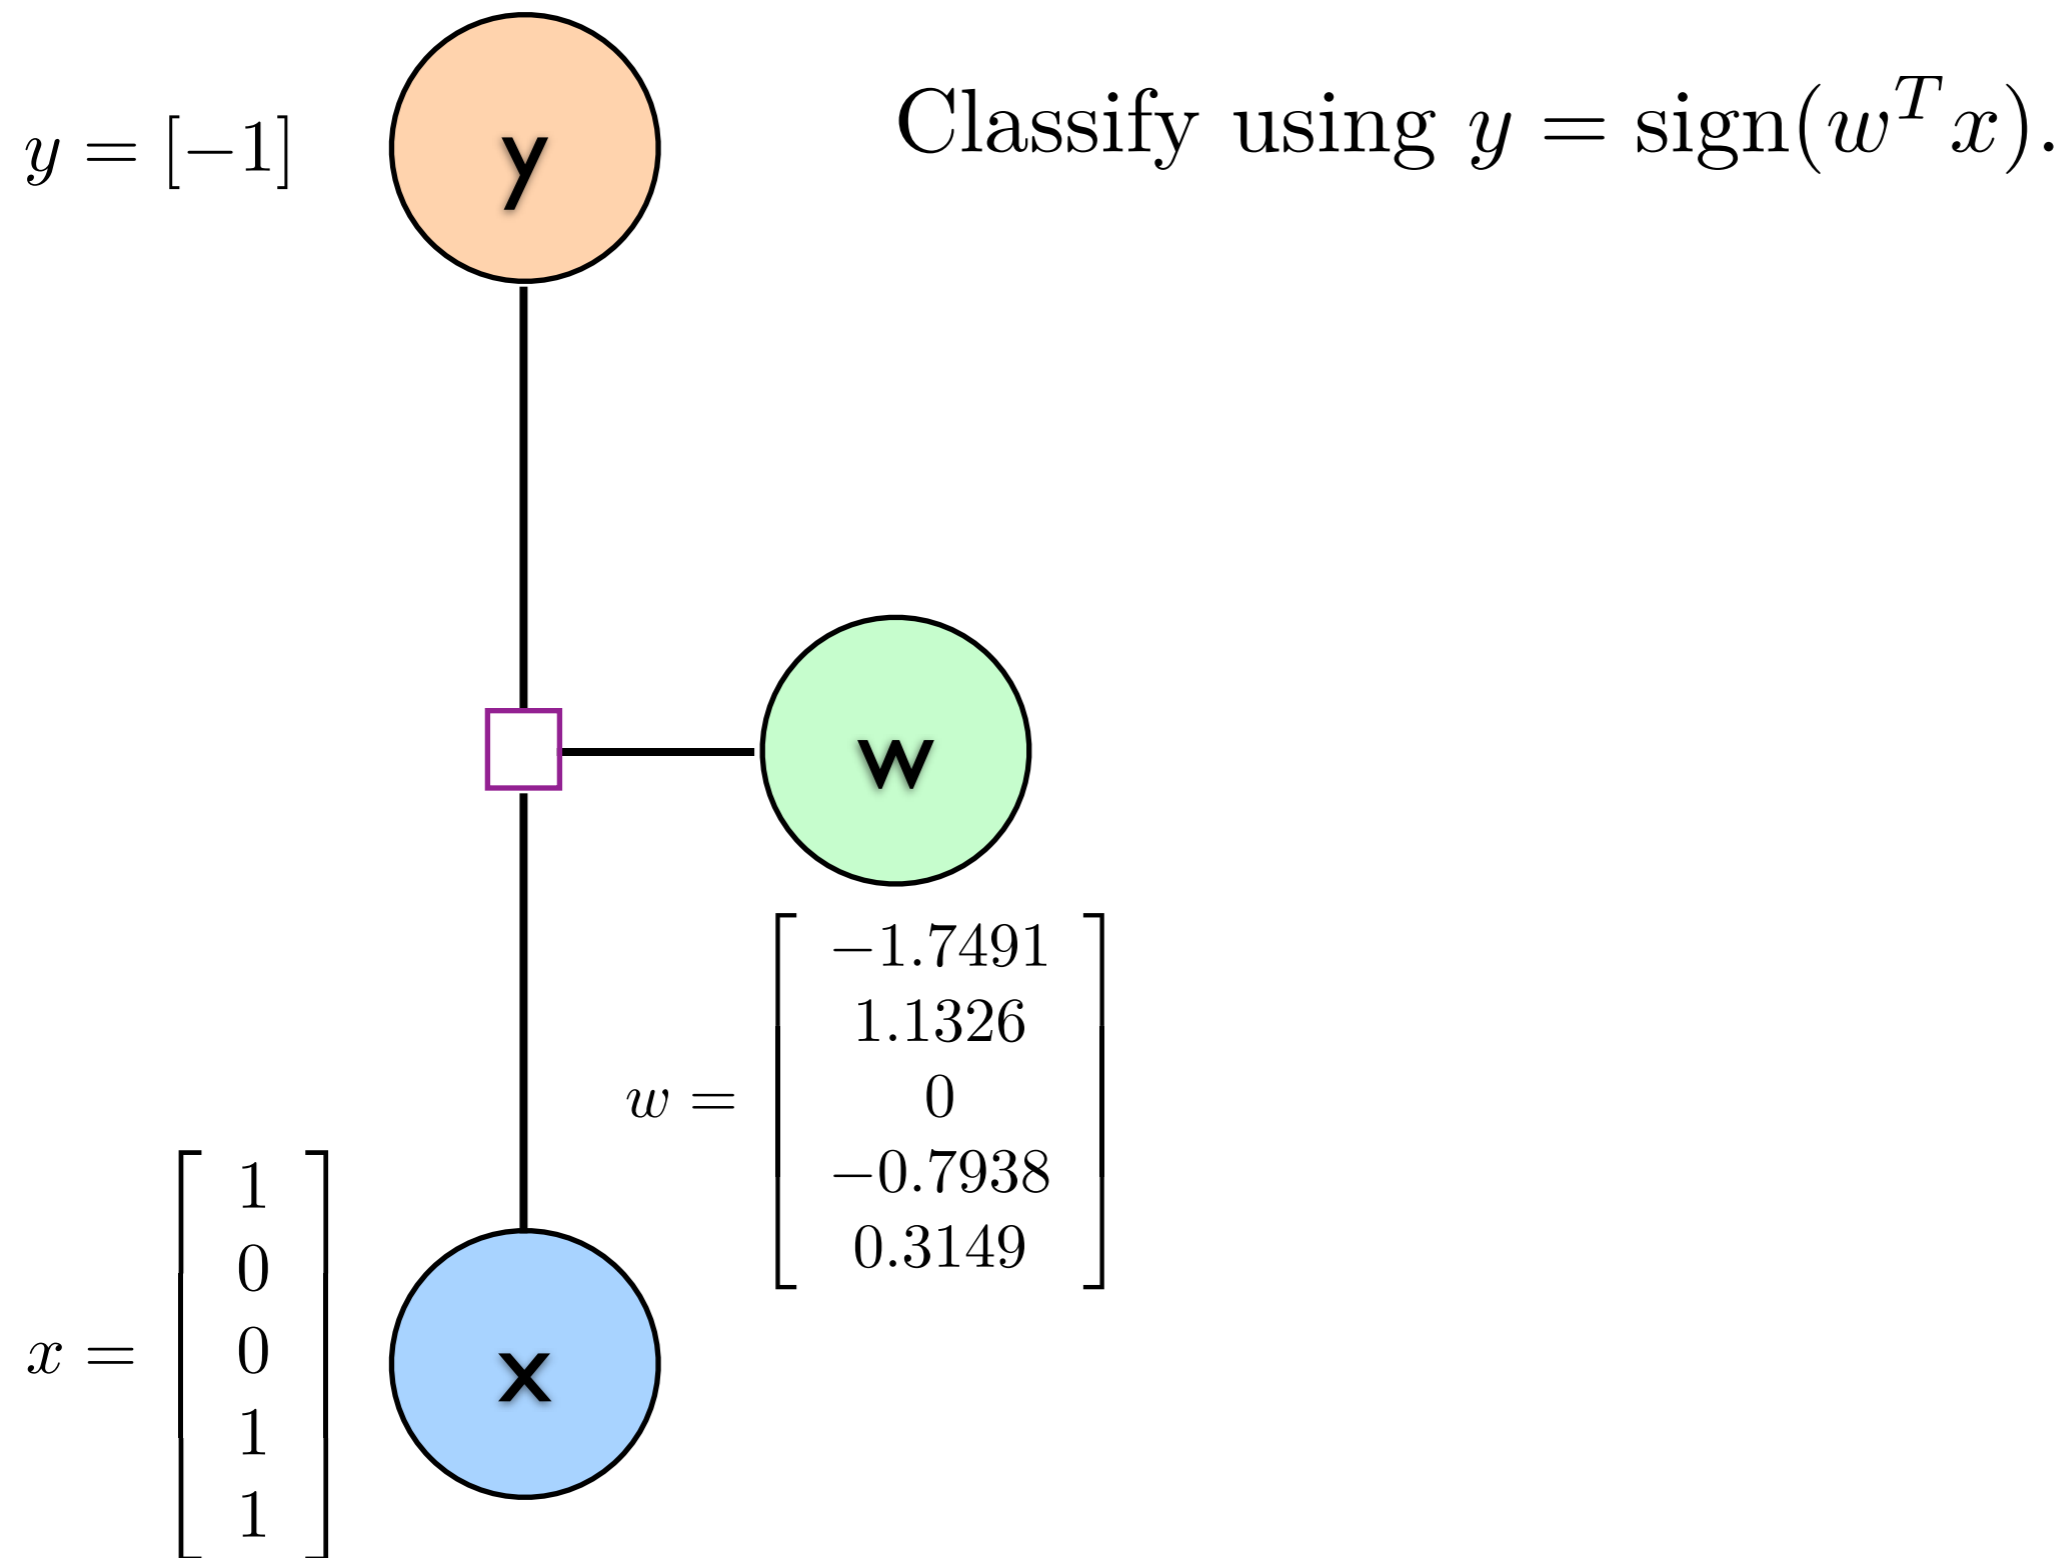 Classify using y = sign(w^T x).
y = [−1]
y
w
w = [ −1.7491
1.1326
0
−0.7938
0.3149 ]
x = [ 1
0
0
1
1 ]
x